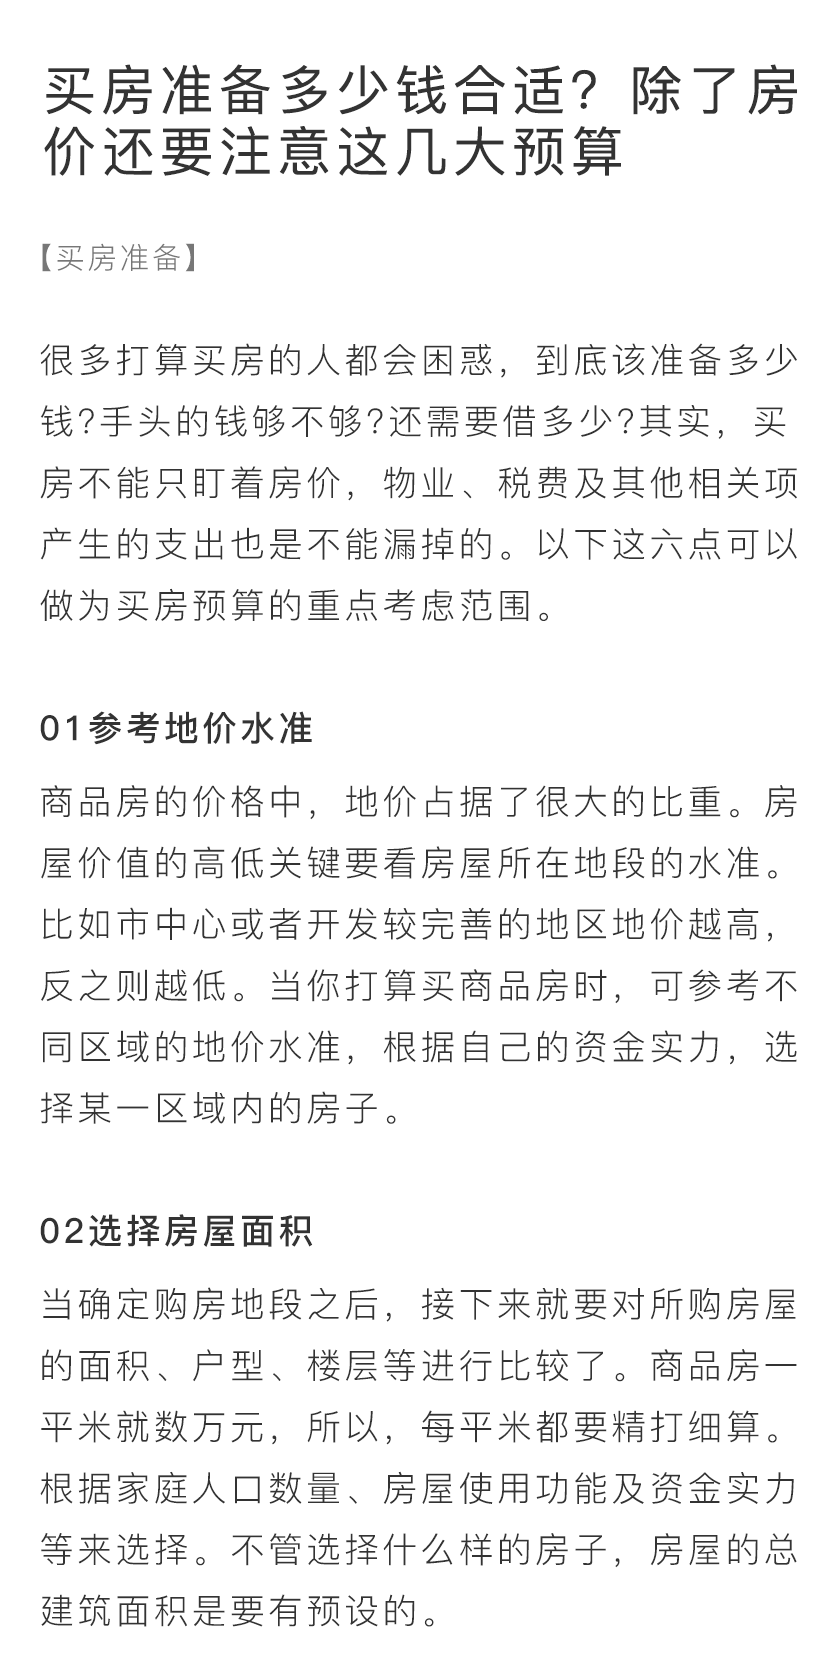 买房准备多少钱合适？除了房
价还要注意这几大预算
【买房准备】
很多打算买房的人都会困惑，到底该准备多少
钱?手头的钱够不够?还需要借多少?其实，买
房不能只盯着房价，物业、税费及其他相关项
产生的支出也是不能漏掉的。以下这六点可以
做为买房预算的重点考虑范围。
01参考地价水准
商品房的价格中，地价占据了很大的比重。房
屋价值的高低关键要看房屋所在地段的水准。
比如市中心或者开发较完善的地区地价越高，
反之则越低。当你打算买商品房时，可参考不
同区域的地价水准，根据自己的资金实力，选
择某一区域内的房子。
02选择房屋面积
当确定购房地段之后，接下来就要对所购房屋
的面积、户型、楼层等进行比较了。商品房一
平米就数万元，所以，每平米都要精打细算。
根据家庭人口数量、房屋使用功能及资金实力
等来选择。不管选择什么样的房子，房屋的总
建筑面积是要有预设的。